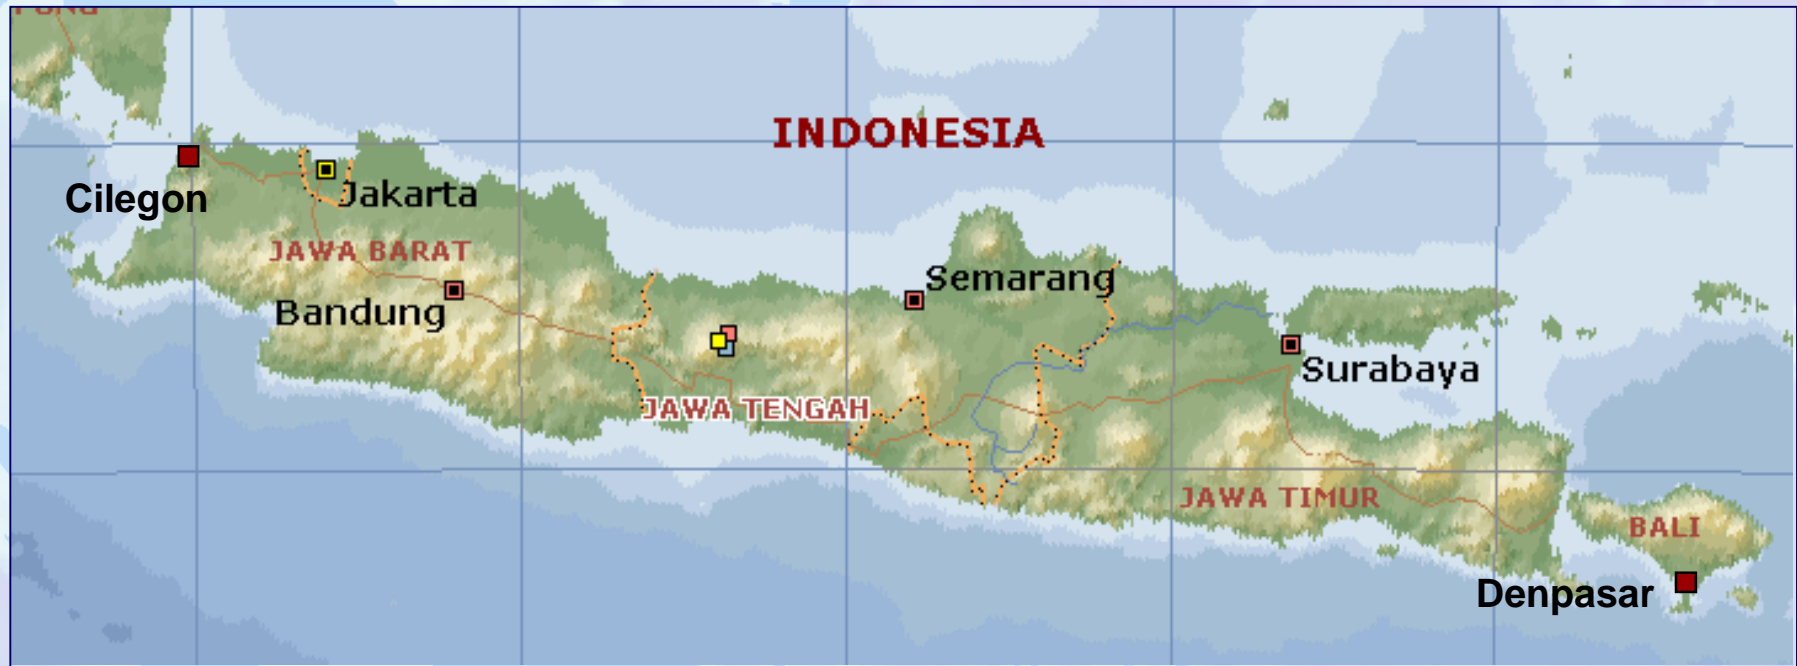 INDONESIA
Cilegon
Jakarta
JAWA BARAT
Semarang
Bandung
Surabaya
JAWA TENGAH
JAWA TIMUR
BALI
Denpasar